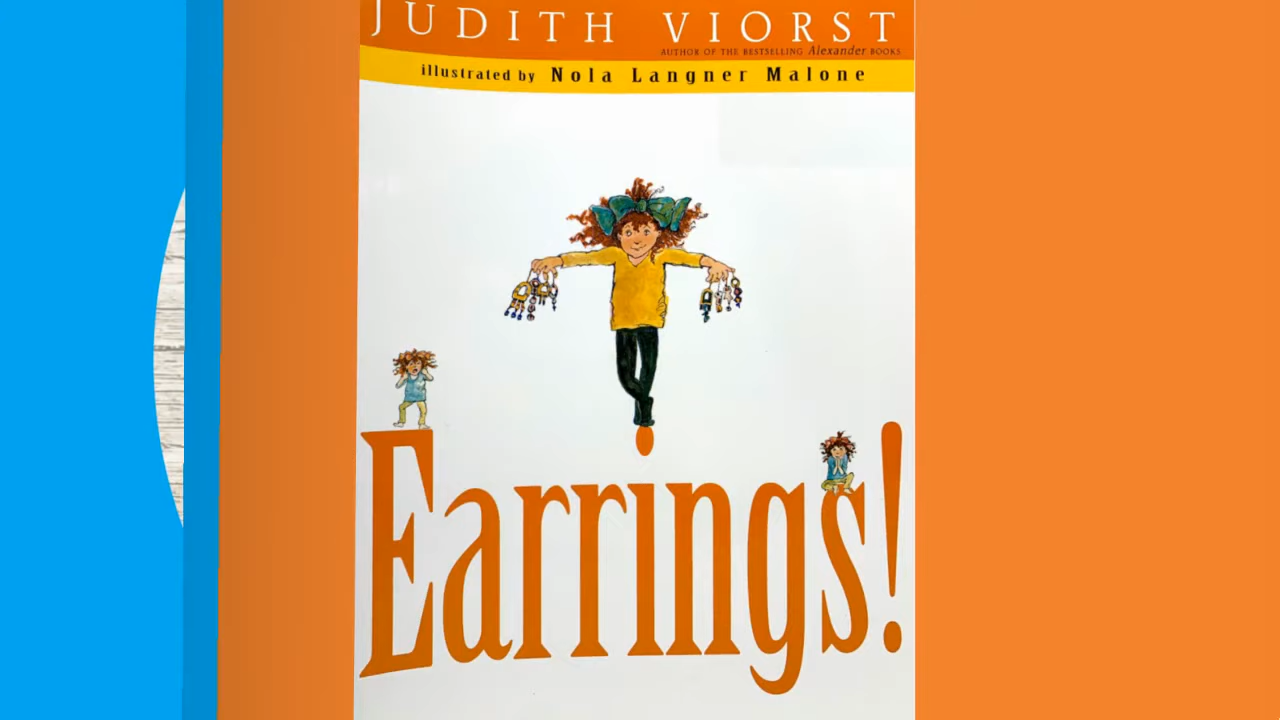 JUDITH VIORST
AUTHOR OF THE BESTSELLING Alexander BOOKS
illustrated by Nola Langner Malone
Earrings!